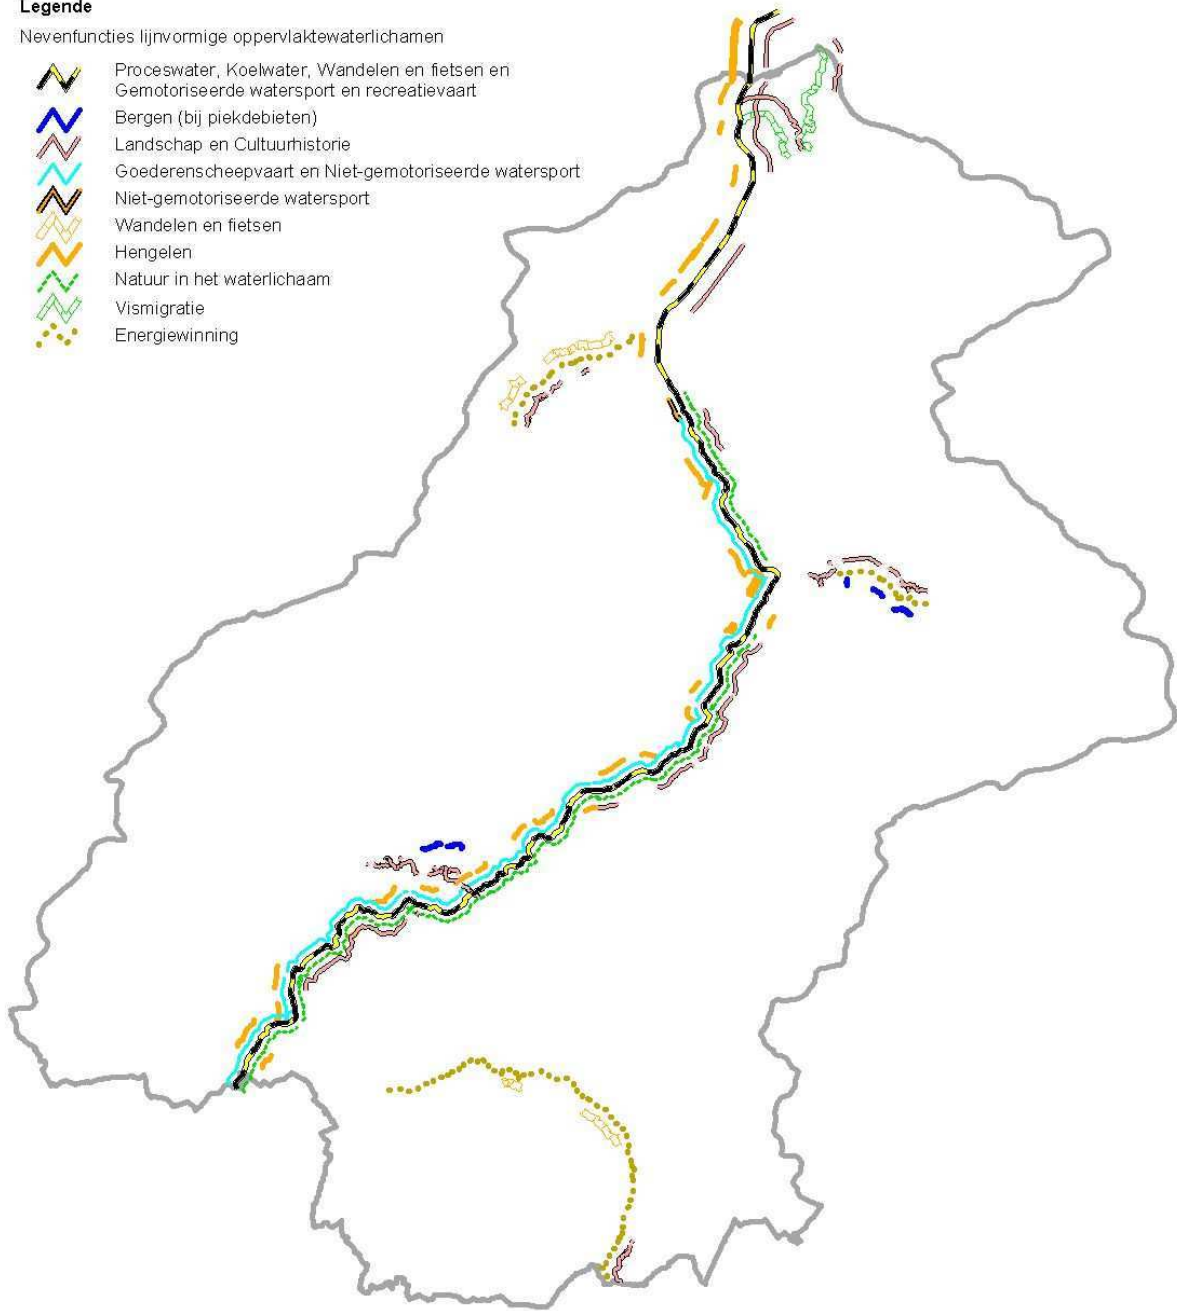 Legende
Nevenfuncties lijnvormige oppervlaktewaterlichamen
Proceswater, Koelwater, Wandelen en fietsen en
Gemotoriseerde watersport en recreatievaart
Bergen (bij piekdebieten)
Landschap en Cultuurhistorie
Goederenscheepvaart en Niet-gemotoriseerde watersport
Niet-gemotoriseerde watersport
Wandelen en fietsen
Hengelen
Natuur in het waterlichaam
Vismigratie
Energiewinning